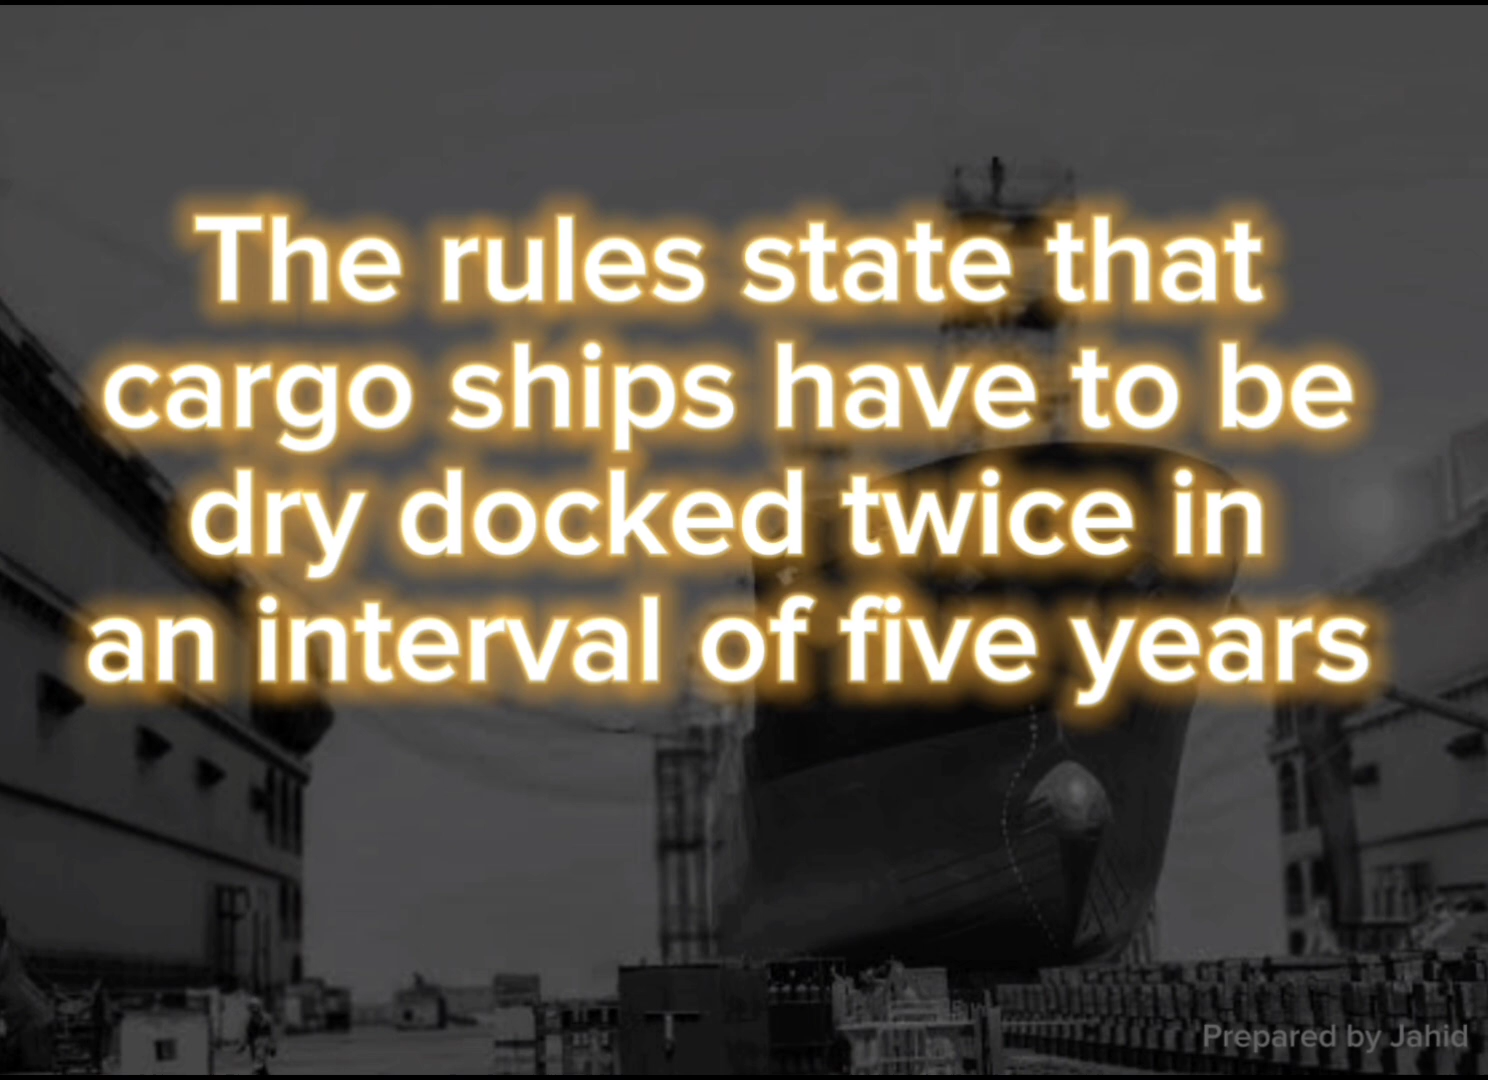 The rules state that
cargo ships have to be
dry docked twice in
an interval of five years
Prepared by Jahid